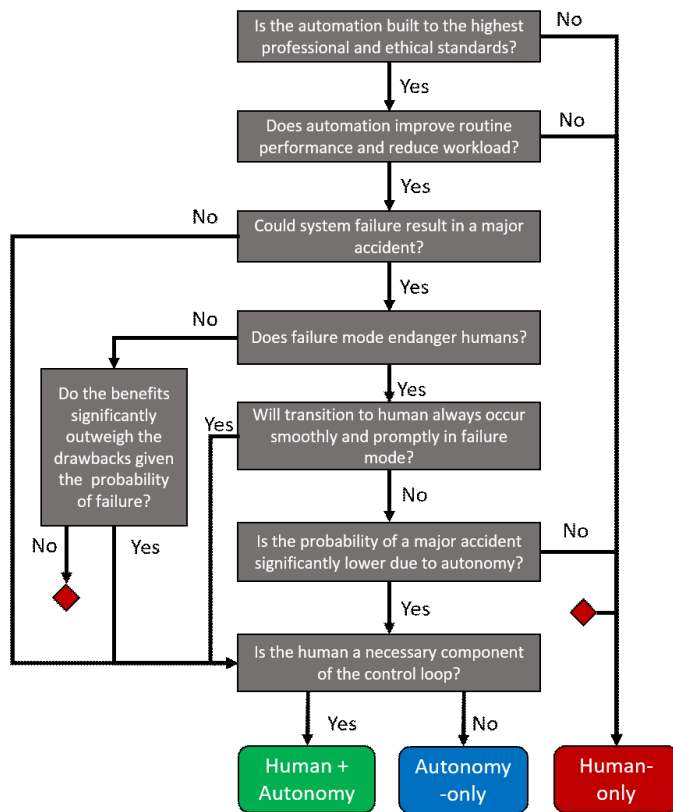 Is the automation built to the highest
professional and ethical standards?
No
Yes
Does automation improve routine
performance and reduce workload?
No
Yes
No
Could system failure result in a major
accident?
Yes
No
Does failure mode endanger humans?
Yes
Do the benefits
significantly
outweigh the
drawbacks given
the probability
of failure?
Yes
Will transition to human always occur
smoothly and promptly in failure
mode?
No
No
Yes
Is the probability of a major accident
significantly lower due to autonomy?
No
Yes
Is the human a necessary component
of the control loop?
Yes
No
Human +
Autonomy
Autonomy
-only
Human-
only